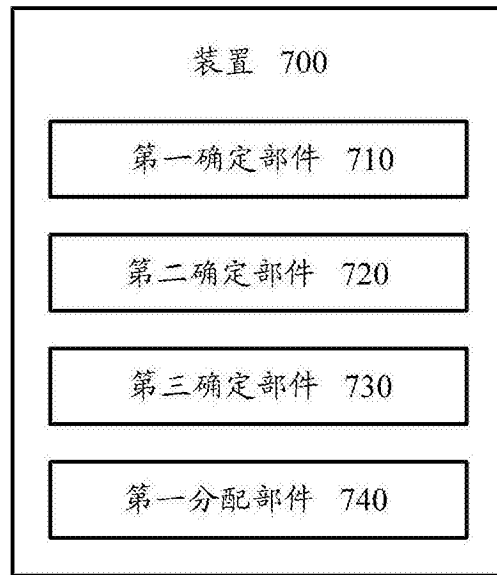 装置 700
第一确定部件 710
第二确定部件 720
第三确定部件 730
第一分配部件 740